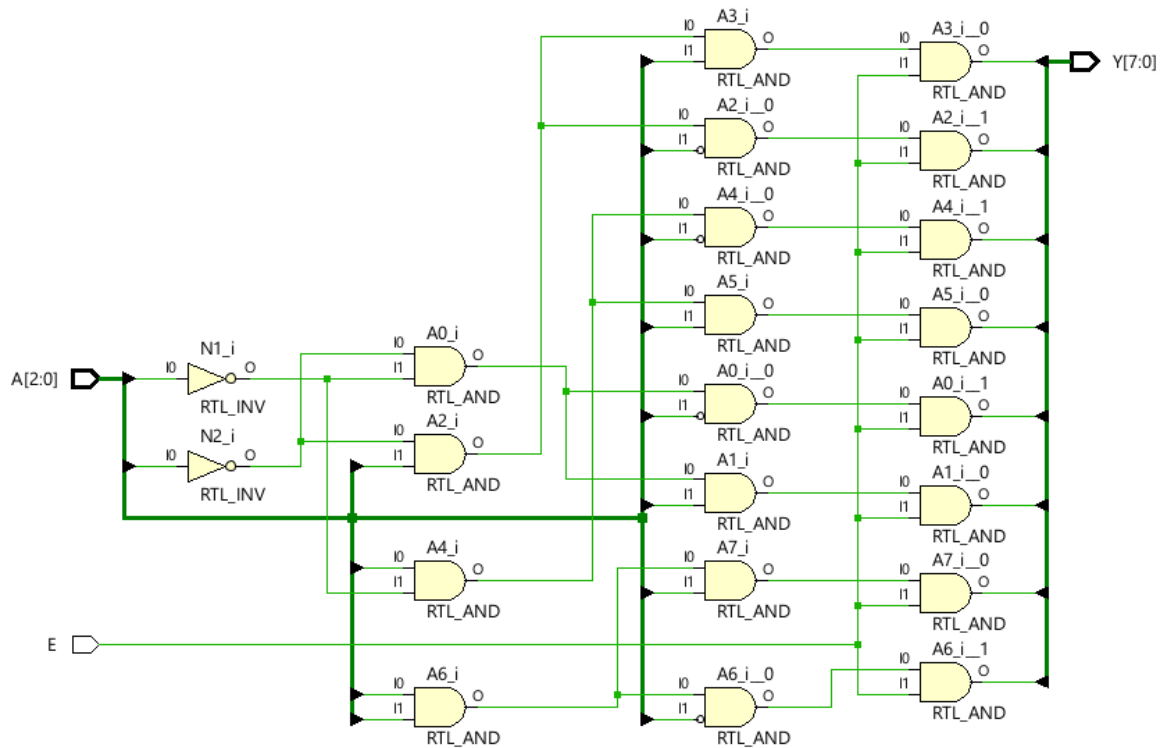 A3_i
I0
O
I1
RTL_AND
A3_i__0
I0
O
I1
RTL_AND
Y[7:0]
A2_i__0
I0
O
I1
RTL_AND
A2_i__1
I0
O
I1
RTL_AND
A4_i__0
I0
O
I1
RTL_AND
A4_i__1
I0
O
I1
RTL_AND
A5_i
I0
O
I1
RTL_AND
A5_i__0
I0
O
I1
RTL_AND
A[2:0]
N1_i
I0
O
RTL_INV
A0_i
I0
O
I1
RTL_AND
A0_i__0
I0
O
I1
RTL_AND
A0_i__1
I0
O
I1
RTL_AND
N2_i
I0
O
RTL_INV
A2_i
I0
O
I1
RTL_AND
A1_i
I0
O
I1
RTL_AND
A1_i__0
I0
O
I1
RTL_AND
A4_i
I0
O
I1
RTL_AND
A7_i
I0
O
I1
RTL_AND
A7_i__0
I0
O
I1
RTL_AND
E
A6_i
I0
O
I1
RTL_AND
A6_i__0
I0
O
I1
RTL_AND
A6_i__1
I0
O
I1
RTL_AND